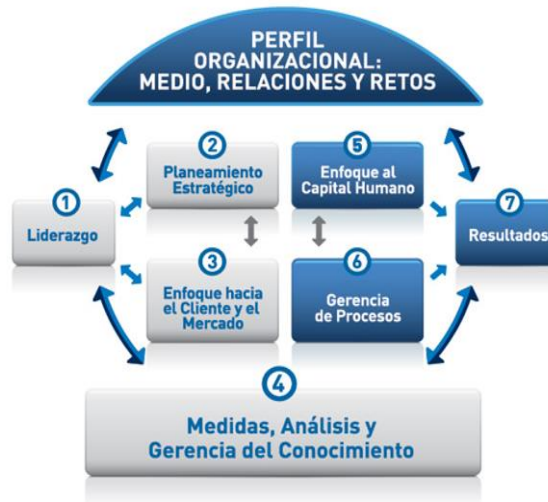 PERFIL
ORGANIZACIONAL:
MEDIO, RELACIONES Y RETOS
1
Liderazgo
2
Planeamiento
Estratégico
3
Enfoque hacia
el Cliente y el
Mercado
5
Enfoque al
Capital Humano
6
Gerencia
de Procesos
7
Resultados
4
Medidas, Análisis y
Gerencia del Conocimiento